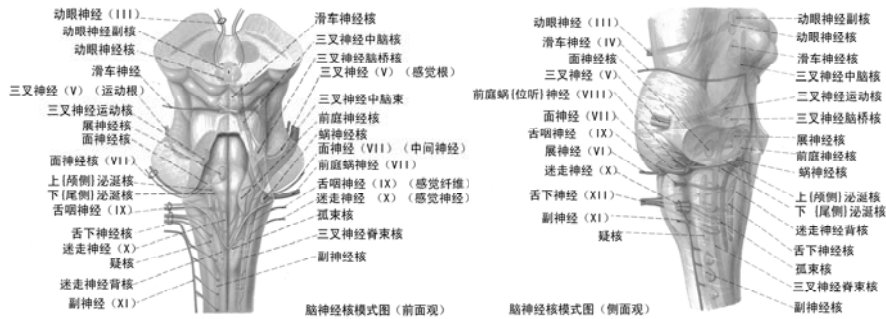 动眼神经(III)
动眼神经副核
动眼神经核
滑车神经
三叉神经(V)(运动根)
三叉神经运动核
展神经核
面神经核
面神经核(VII)
上{颅侧}泌涎核
下{尾侧}泌涎核
舌咽神经(IX)
舌下神经核
迷走神经(X)
疑核
迷走神经背核
副神经(XI)
滑车神经核
三叉神经中脑核
三叉神经脑桥核
三叉神经(V)(感觉根)
三叉神经中脑束
前庭神经核
蜗神经核
面神经(VII)(中间神经)
前庭蜗神经(VII)
舌咽神经(IX)(感觉纤维)
迷走神经(X)(感觉神经)
孤束核
三叉神经脊束核
副神经核
脑神经核模式图(前面观)
动眼神经(III)
滑车神经(IV)
面神经核
三叉神经(V)
前庭蜗{位听}神经(VIII)
面神经(VII)
舌咽神经(IX)
展神经(VI)
迷走神经(X)
舌下神经(XII)
副神经(XI)
疑核
动眼神经副核
动眼神经核
滑车神经核
三叉神经中脑核
三叉神经运动核
三叉神经脑桥核
展神经核
前庭神经核
蜗神经核
上{颅侧}泌涎核
下{尾侧}泌涎核
迷走神经背核
舌下神经核
孤束核
三叉神经脊束核
副神经核
脑神经核模式图(侧面观)